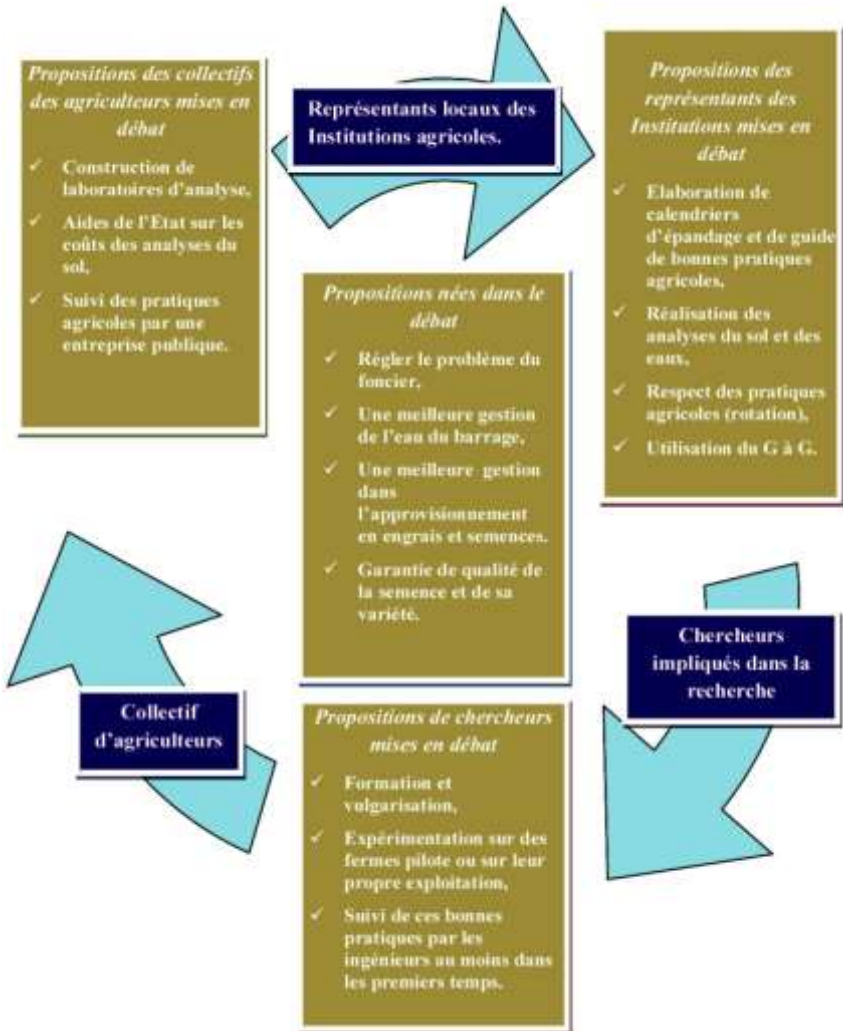 Propositions des collectifs
des agriculteurs mises en
débat
✓ Construction de
laboratoires d'analyse,
✓ Aides de l'Etat sur les
coûts des analyses du
sol,
✓ Suivi des pratiques
agricoles par une
entreprise publique.
Représentants locaux des
Institutions agricoles.
Propositions des
représentants des
Institutions mises en
débat
✓ Elaboration de
calendriers
d'épandage et de guide
de bonnes pratiques
agricoles,
✓ Réalisation des
analyses du sol et des
eaux,
✓ Respect des pratiques
agricoles (rotation),
✓ Utilisation du G à G.
Propositions nées dans le
débat
✓ Régler le problème du
foncier,
✓ Une meilleure gestion
de l'eau du barrage,
✓ Une meilleure gestion
dans
l'approvisionnement
en engrais et semences.
✓ Garantie de qualité de
la semence et de sa
variété.
Chercheurs
impliqués dans la
recherche
Collectif
d'agriculteurs
Propositions de chercheurs
mises en débat
✓ Formation et
vulgarisation,
✓ Expérimentation sur des
fermes pilote ou sur leur
propre exploitation,
✓ Suivi de ces bonnes
pratiques par les
ingénieurs au moins dans
les premiers temps.